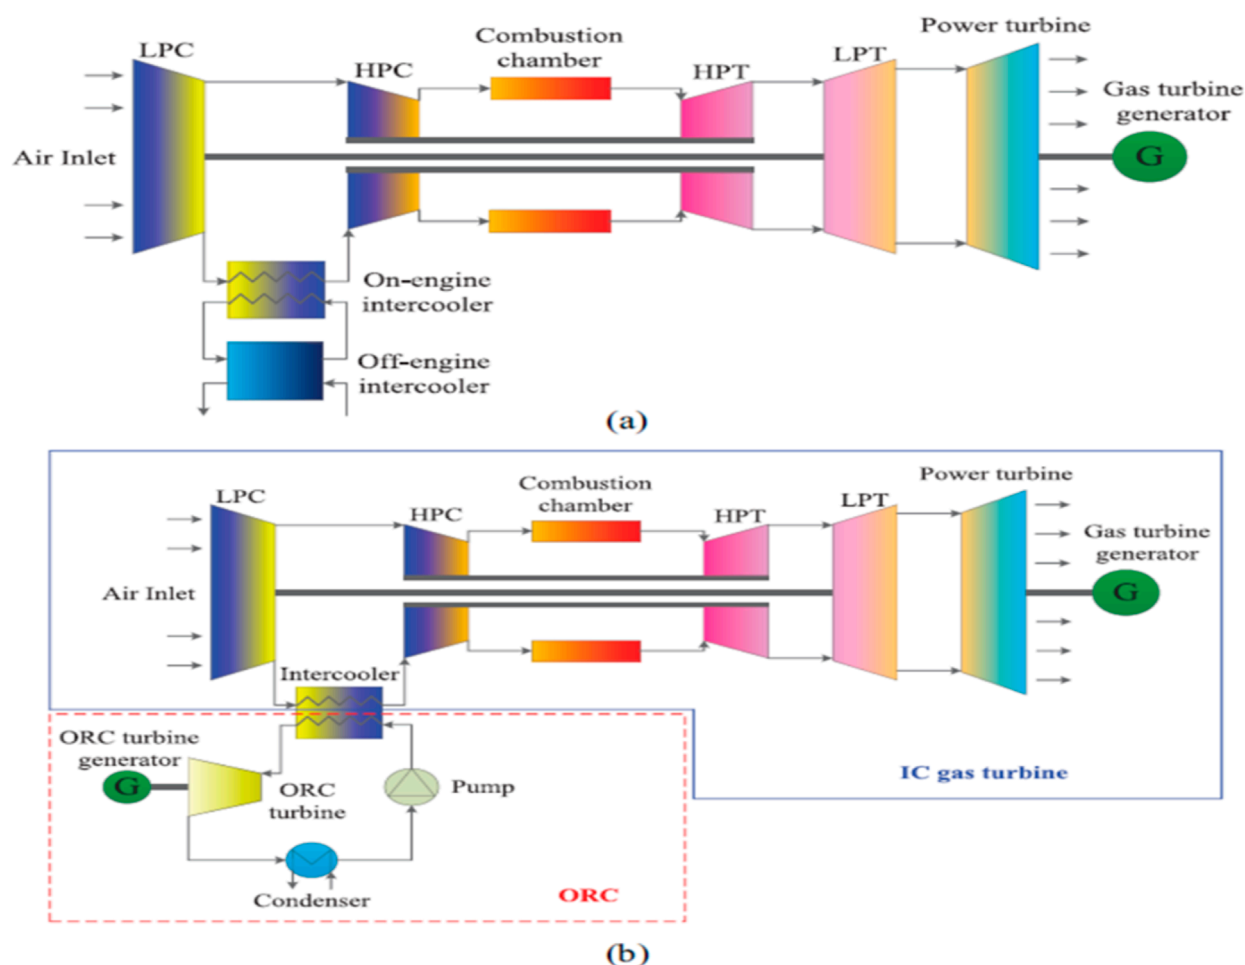 Power turbine
LPC
Combustion
chamber
HPC
HPT
LPT
Gas turbine
generator
Air Inlet
G
On-engine
intercooler
Off-engine
intercooler
(a)
Power turbine
LPC
Combustion
chamber
HPC
HPT
LPT
Gas turbine
generator
Air Inlet
G
Intercooler
ORC turbine
generator
G
ORC
turbine
Pump
IC gas turbine
Condenser
ORC
(b)